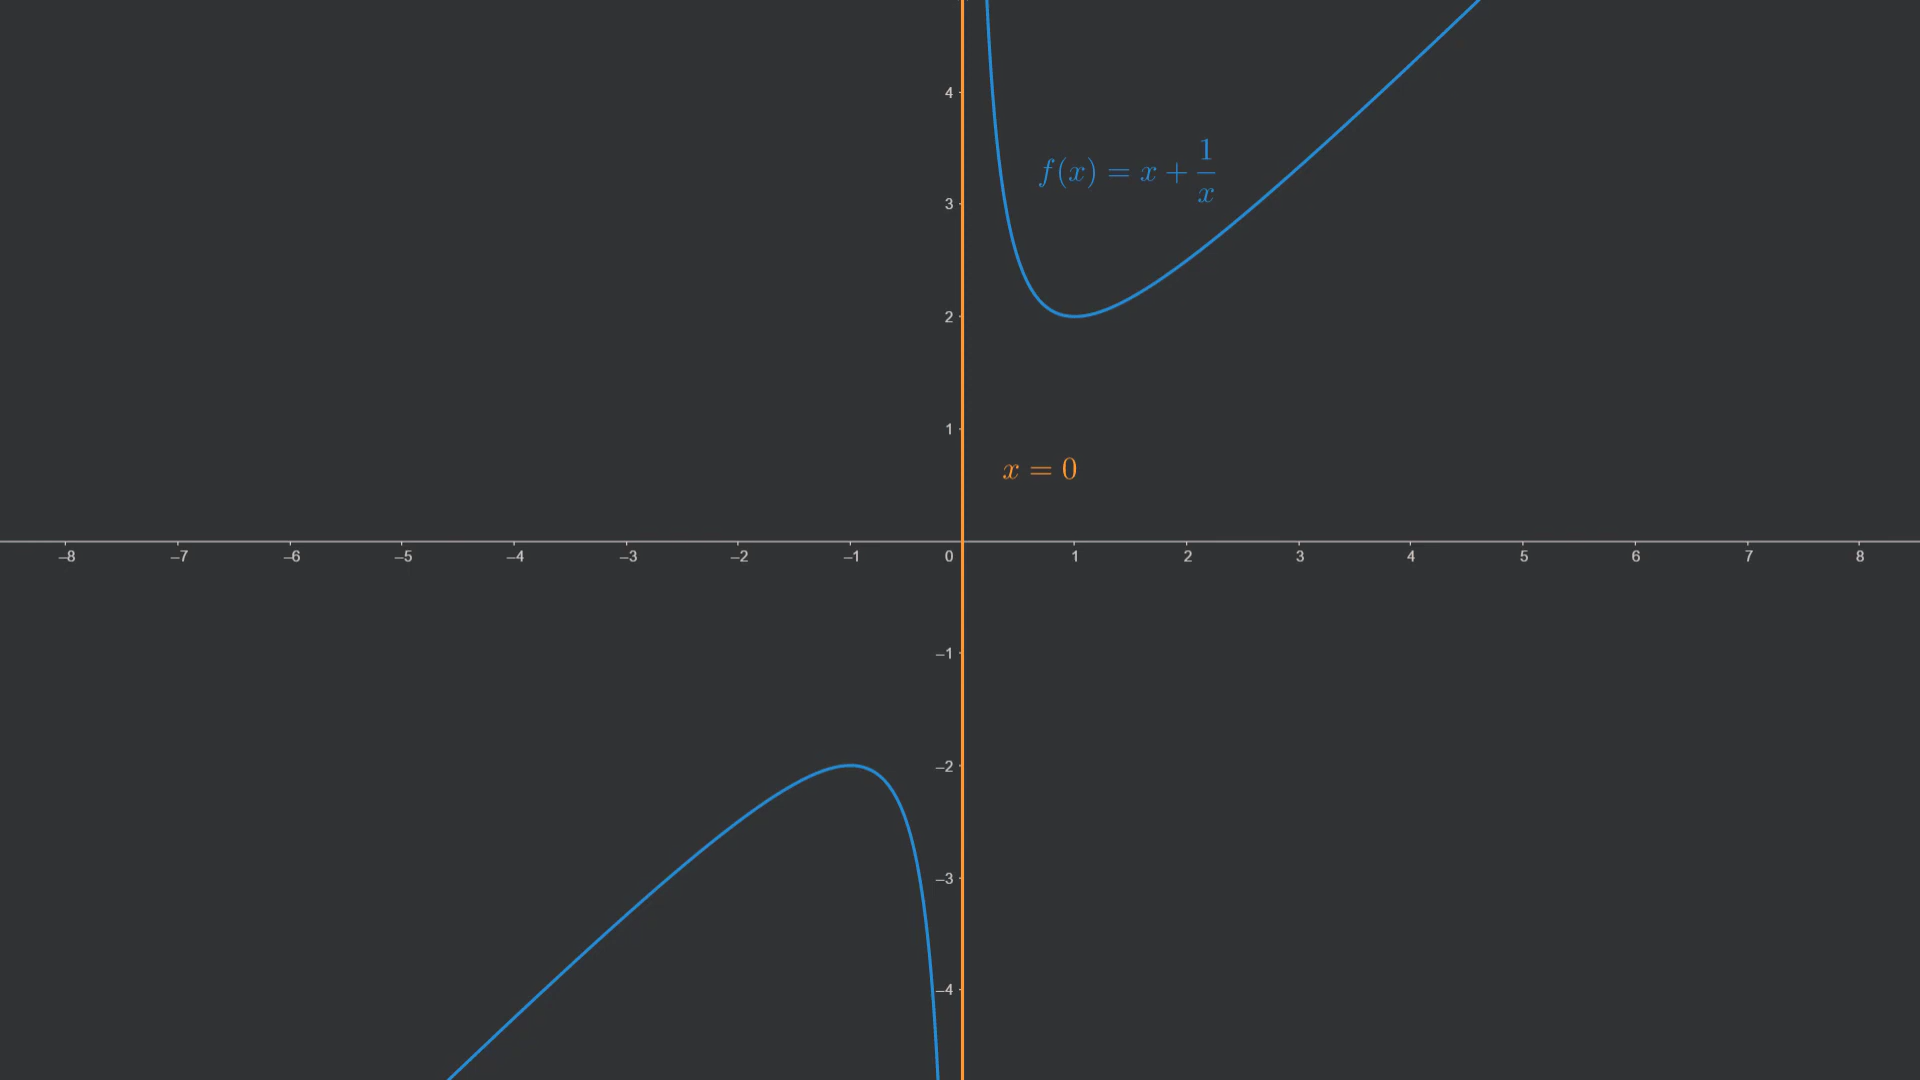 4
f(x) = x + 1/x
3
2
1
x = 0
–8 –7 –6 –5 –4 –3 –2 –1 0 1 2 3 4 5 6 7 8
–1
–2
–3
–4